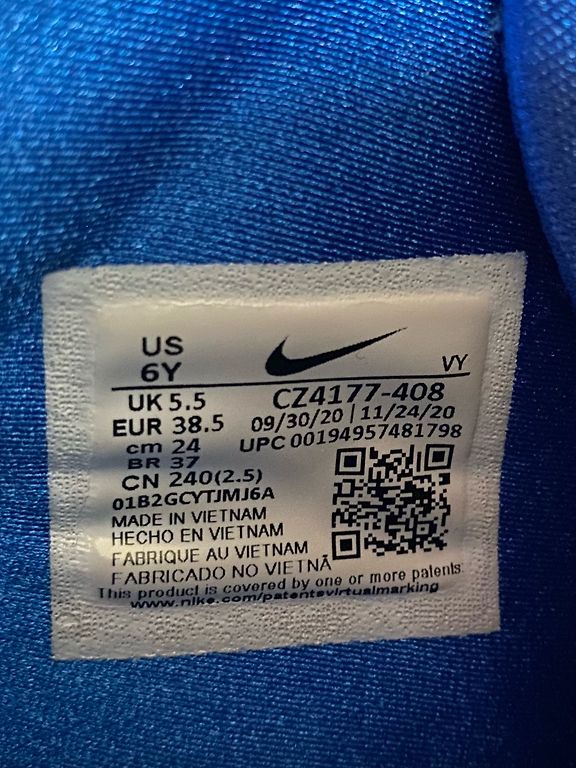 US
6Y
VY
UK 5.5
CZ4177-408
EUR 38.5
09/30/20 | 11/24/20
cm 24
UPC 00194957481798
BR 37
CN 240(2.5)
01B2GCYTJMJ6A
MADE IN VIETNAM
HECHO EN VIETNAM
FABRIQUE AU VIETNAM
FABRICADO NO VIETNÃ
This product is covered by one or more patents.
www.nike.com/patentsvirtualmarking